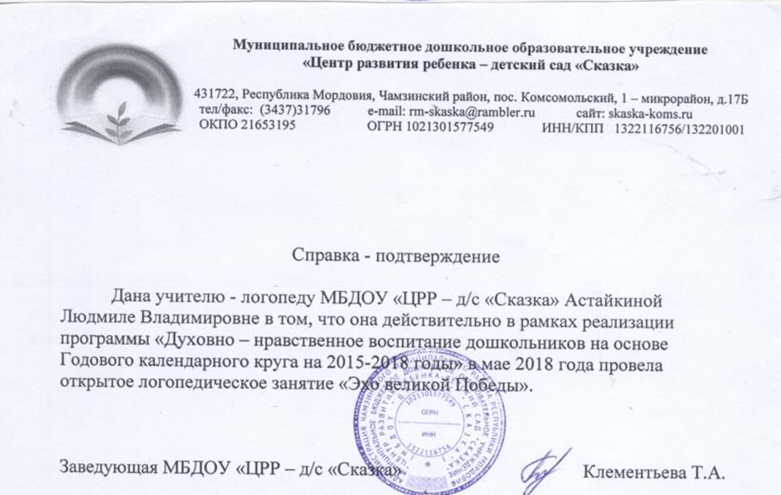 Муниципальное бюджетное дошкольное образовательное учреждение
«Центр развития ребенка – детский сад «Сказка»
431722, Республика Мордовия, Чамзинский район, пос. Комсомольский, 1 – микрорайон, д.17Б
тел/факс: (3437)31796 e-mail: rm-skaska@rambler.ru сайт: skaska-koms.ru
ОКПО 21653195 ОГРН 1021301577549 ИНН/КПП 1322116756/132201001
Справка - подтверждение
Дана учителю - логопеду МБДОУ «ЦРР – д/с «Сказка» Астайкиной
Людмиле Владимировне в том, что она действительно в рамках реализации
программы «Духовно – нравственное воспитание дошкольников на основе
Годового календарного круга на 2015-2018 годы» в мае 2018 года провела
открытое логопедическое занятие «Эхо великой Победы».
ОГРН
ИНН
Заведующая МБДОУ «ЦРР – д/с «Сказка» Клементьева Т.А.